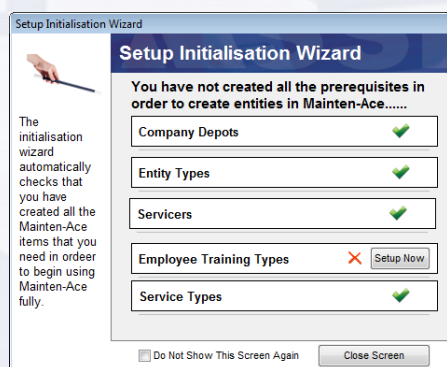 Setup Initialisation Wizard
Setup Initialisation Wizard
You have not created all the prerequisites in
order to create entities in Mainten-Ace......
The
initialisation
wizard
automatically
checks that
you have
created all the
Mainten-Ace
items that you
need in ordeer
to begin using
Mainten-Ace
fully.
Company Depots
Entity Types
Servicers
Employee Training Types
Setup Now
Service Types
Do Not Show This Screen Again
Close Screen